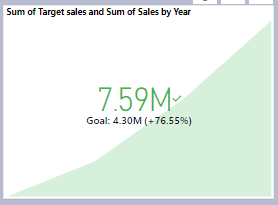 Sum of Target sales and Sum of Sales by Year
7.59M✓
Goal: 4.30M (+76.55%)